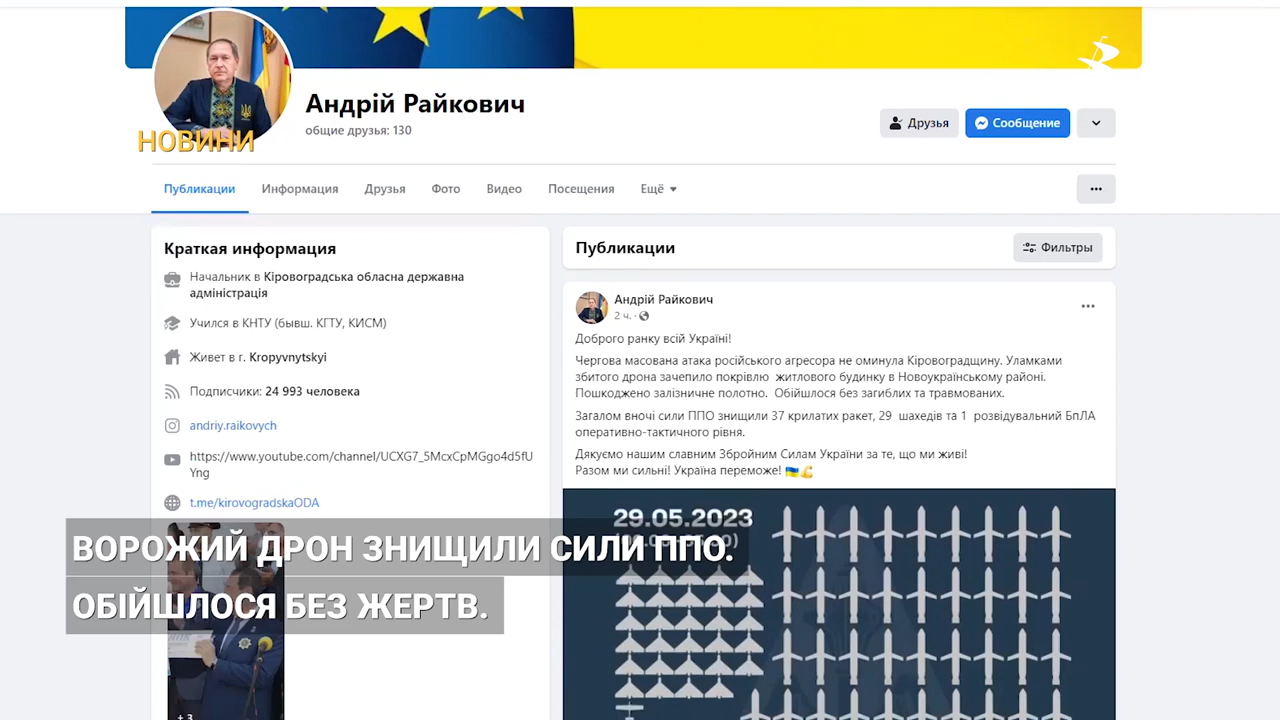 НОВИНИ
Андрій Райкович
общие друзья: 130
Друзья
Сообщение
Публикации
Информация
Друзья
Фото
Видео
Посещения
Ещё
Краткая информация
Начальник в Кіровоградська обласна державна
адміністрація
Учился в КНТУ (бывш. КГТУ, КИСМ)
Живет в г. Kropyvnytskyi
Подписчики: 24 993 человека
andriy.raikovych
https://www.youtube.com/channel/UCXG7_5McxCpMGgo4d5fU
Yng
t.me/kirovogradskaODA
+3
Публикации
Фильтры
Андрій Райкович
2 ч.
Доброго ранку всій Україні!
Чергова масована атака російського агресора не оминула Кіровоградщину. Уламками
збитого дрона зачепило покрівлю житлового будинку в Новоукраїнському районі.
Пошкоджено залізничне полотно. Обійшлося без загиблих та травмованих.
Загалом вночі сили ППО знищили 37 крилатих ракет, 29 шахедів та 1 розвідувальний БпЛА
оперативно-тактичного рівня.
Дякуємо нашим славним Збройним Силам України за те, що ми живі!
Разом ми сильні! Україна переможе! 🇺🇦💪
29.05.2023
ВОРОЖИЙ ДРОН ЗНИЩИЛИ СИЛИ ППО.
ОБІЙШЛОСЯ БЕЗ ЖЕРТВ.